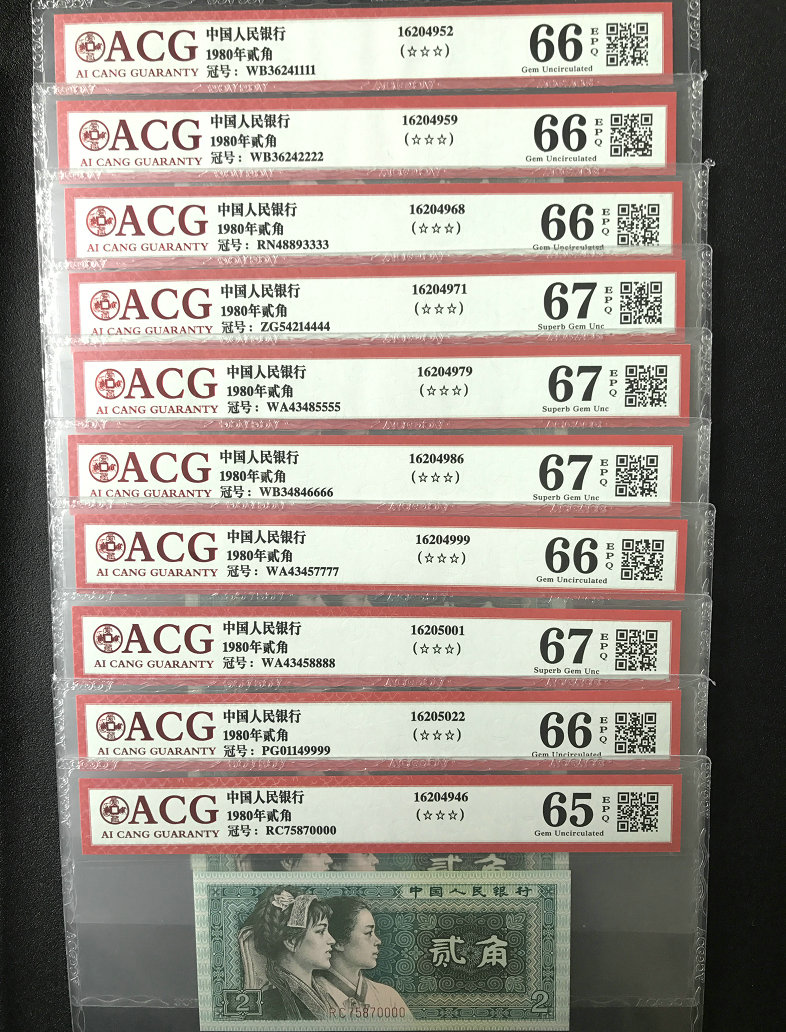 ACG
AI CANG GUARANTY
中国人民银行
1980年贰角
冠号：WB36241111
16204952
(☆☆☆)
66
EPQ
Gem Uncirculated
ACG
AI CANG GUARANTY
中国人民银行
1980年贰角
冠号：WB36242222
16204959
(☆☆☆)
66
EPQ
Gem Uncirculated
ACG
AI CANG GUARANTY
中国人民银行
1980年贰角
冠号：RN48893333
16204968
(☆☆☆)
66
EPQ
Gem Uncirculated
ACG
AI CANG GUARANTY
中国人民银行
1980年贰角
冠号：ZG54214444
16204971
(☆☆☆)
67
EPQ
Superb Gem Unc
ACG
AI CANG GUARANTY
中国人民银行
1980年贰角
冠号：WA43485555
16204979
(☆☆☆)
67
EPQ
Superb Gem Unc
ACG
AI CANG GUARANTY
中国人民银行
1980年贰角
冠号：WB34846666
16204986
(☆☆☆)
67
EPQ
Superb Gem Unc
ACG
AI CANG GUARANTY
中国人民银行
1980年贰角
冠号：WA43457777
16204999
(☆☆☆)
66
EPQ
Gem Uncirculated
ACG
AI CANG GUARANTY
中国人民银行
1980年贰角
冠号：WA43458888
16205001
(☆☆☆)
67
EPQ
Superb Gem Unc
ACG
AI CANG GUARANTY
中国人民银行
1980年贰角
冠号：PG01149999
16205022
(☆☆☆)
66
EPQ
Gem Uncirculated
ACG
AI CANG GUARANTY
中国人民银行
1980年贰角
冠号：RC75870000
16204946
(☆☆☆)
65
EPQ
Gem Uncirculated
贰角
中国人民银行
贰角
2
RC75870000
2